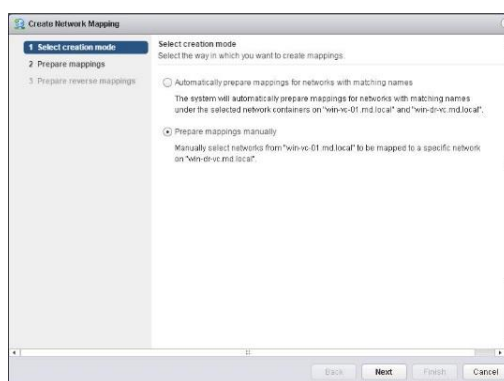 Create Network Mapping
1 Select creation mode
2 Prepare mappings
3 Prepare reverse mappings
Select creation mode
Select the way in which you want to create mappings.
Automatically prepare mappings for networks with matching names
The system will automatically prepare mappings for networks with matching names
under the selected network containers on "win-vc-01.md.local" and "win-dr-vc.md.local".
Prepare mappings manually
Manually select networks from "win-vc-01.md.local" to be mapped to a specific network
on "win-dr-vc.md.local".
Back
Next
Finish
Cancel